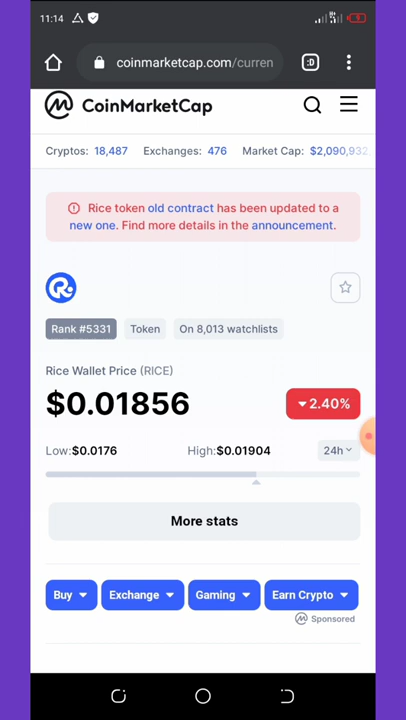 11:14
coinmarketcap.com/curren
:D
CoinMarketCap
Cryptos: 18,487 Exchanges: 476 Market Cap: $2,090,932
Rice token old contract has been updated to a
new one. Find more details in the announcement.
Rank #5331 Token On 8,013 watchlists
Rice Wallet Price (RICE)
$0.01856 2.40%
Low:$0.0176 High:$0.01904 24h
More stats
Buy Exchange Gaming Earn Crypto
Sponsored